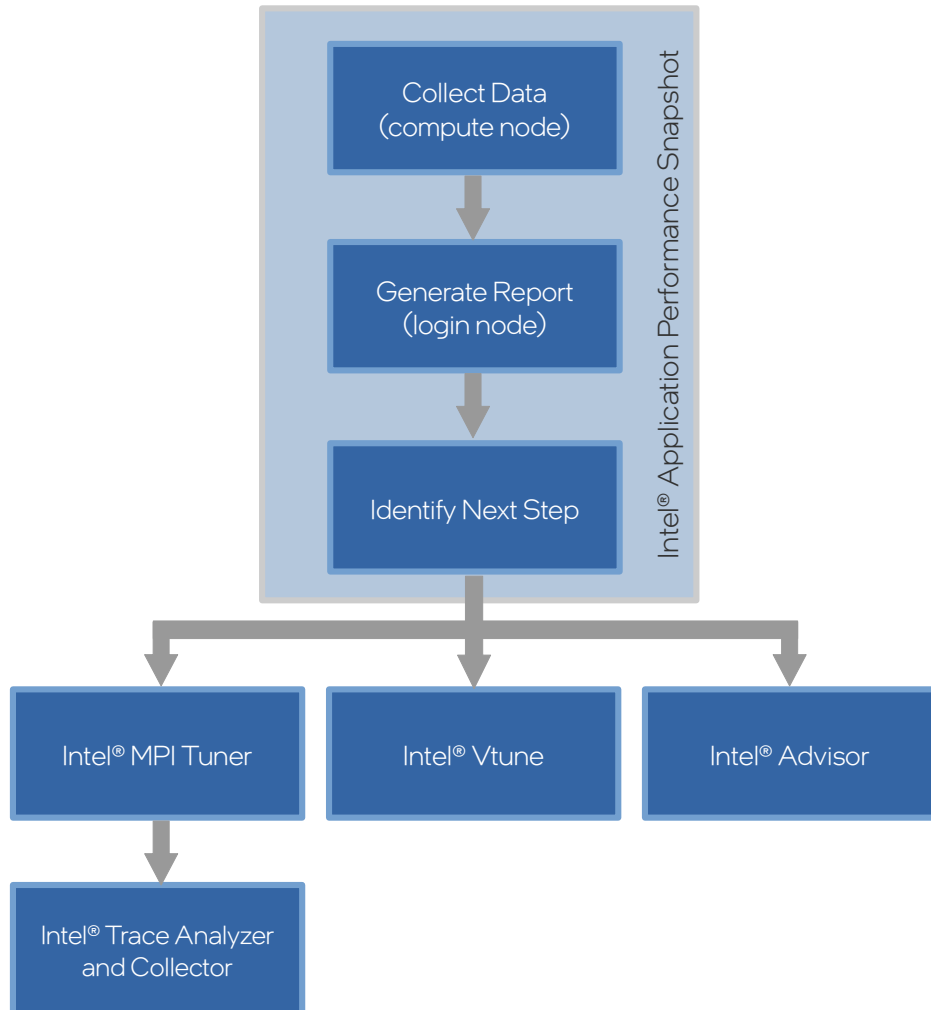 Collect Data
(compute node)
Intel® Application Performance Snapshot
Generate Report
(login node)
Identify Next Step
Intel® MPI Tuner
Intel® Vtune
Intel® Advisor
Intel® Trace Analyzer
and Collector